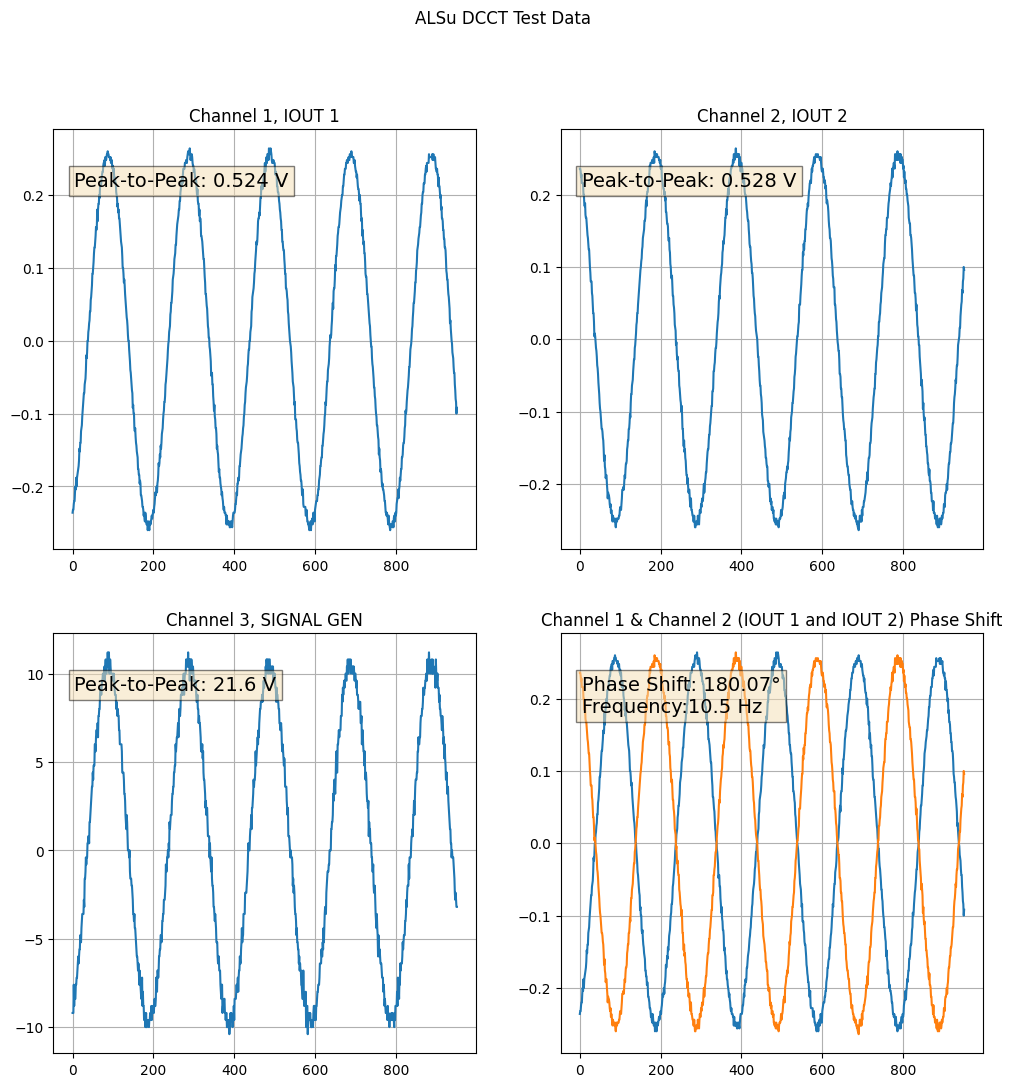 ALSu DCCT Test Data
Channel 1, IOUT 1
Peak-to-Peak: 0.524 V
0.2
0.1
0.0
−0.1
−0.2
0 200 400 600 800
Channel 2, IOUT 2
Peak-to-Peak: 0.528 V
0.2
0.1
0.0
−0.1
−0.2
0 200 400 600 800
Channel 3, SIGNAL GEN
Peak-to-Peak: 21.6 V
10
5
0
−5
−10
0 200 400 600 800
Channel 1 & Channel 2 (IOUT 1 and IOUT 2) Phase Shift
Phase Shift: 180.07°
Frequency:10.5 Hz
0.2
0.1
0.0
−0.1
−0.2
0 200 400 600 800